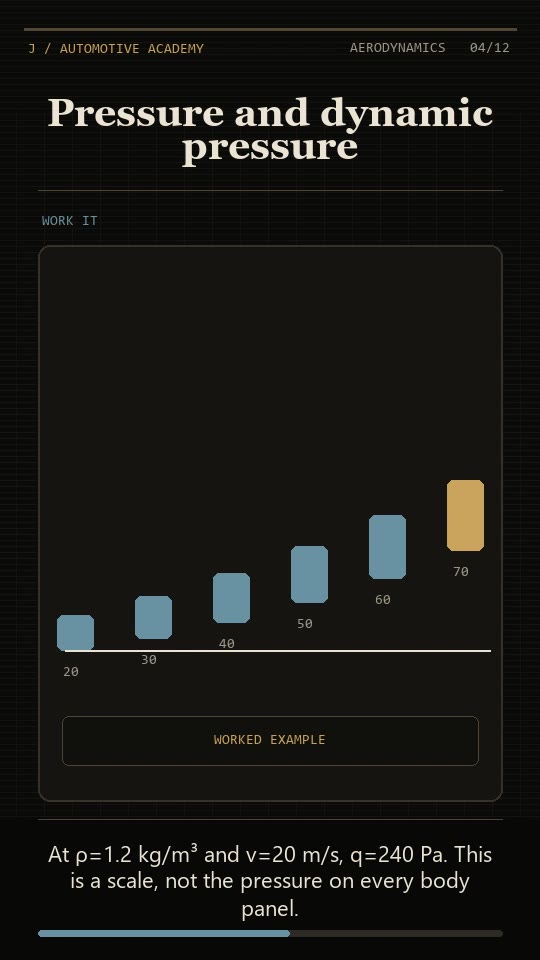 J / AUTOMOTIVE ACADEMY
AERODYNAMICS 04/12
Pressure and dynamic
pressure
WORK IT
70
60
50
40
30
20
WORKED EXAMPLE
At ρ=1.2 kg/m³ and v=20 m/s, q=240 Pa. This
is a scale, not the pressure on every body
panel.